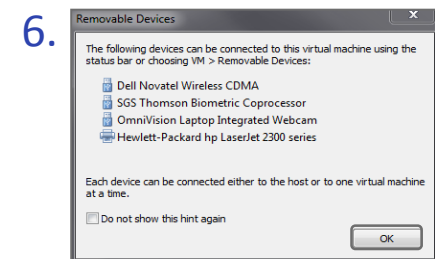 6.
Removable Devices
x
The following devices can be connected to this virtual machine using the
status bar or choosing VM > Removable Devices:
Dell Novatel Wireless CDMA
SGS Thomson Biometric Coprocessor
OmniVision Laptop Integrated Webcam
Hewlett-Packard hp LaserJet 2300 series
Each device can be connected either to the host or to one virtual machine
at a time.
Do not show this hint again
OK